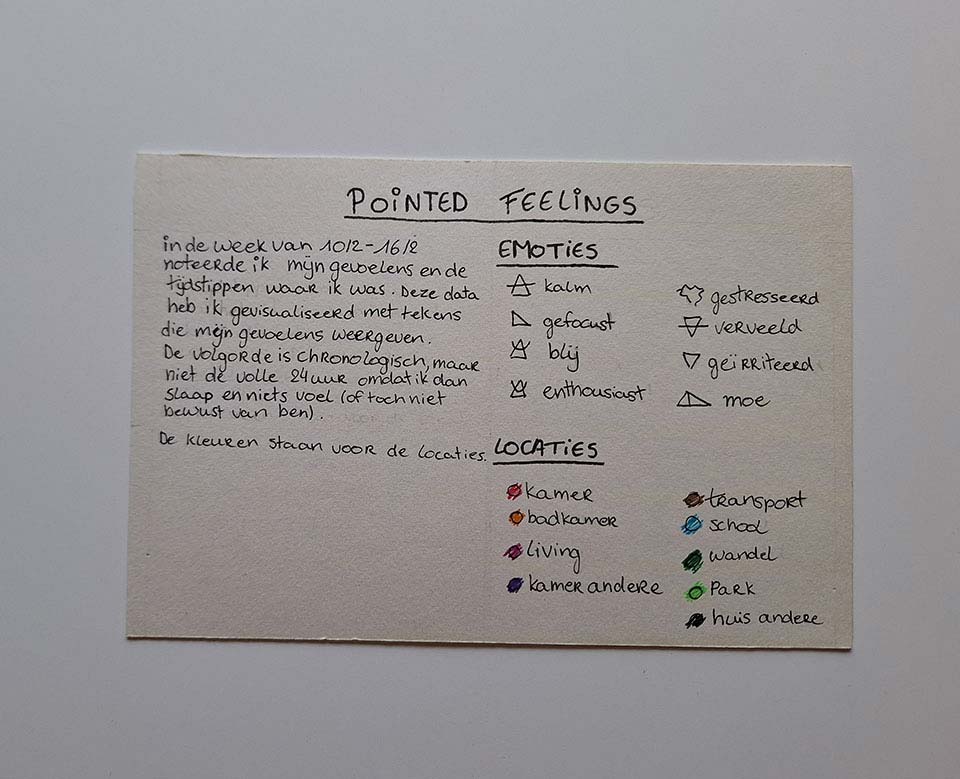 POINTED FEELINGS
in de week van 10/2-16/2
noteerde ik mijn gevoelens en de
tijdstippen waar ik was. Deze data
heb ik gevisualiseerd met tekens
die mijn gevoelens weergeven.
De volgorde is chronologisch, maar
niet de volle 24 uur omdat ik dan
slaap en niets voel (of toch niet
bewust van ben).
De kleuren staan voor de locaties.
EMOTIES
kalm
gefocust
blij
enthousiast
gestresseerd
verveeld
geïrriteerd
moe
LOCATIES
kamer
badkamer
living
kamer andere
transport
school
wandel
park
huis andere